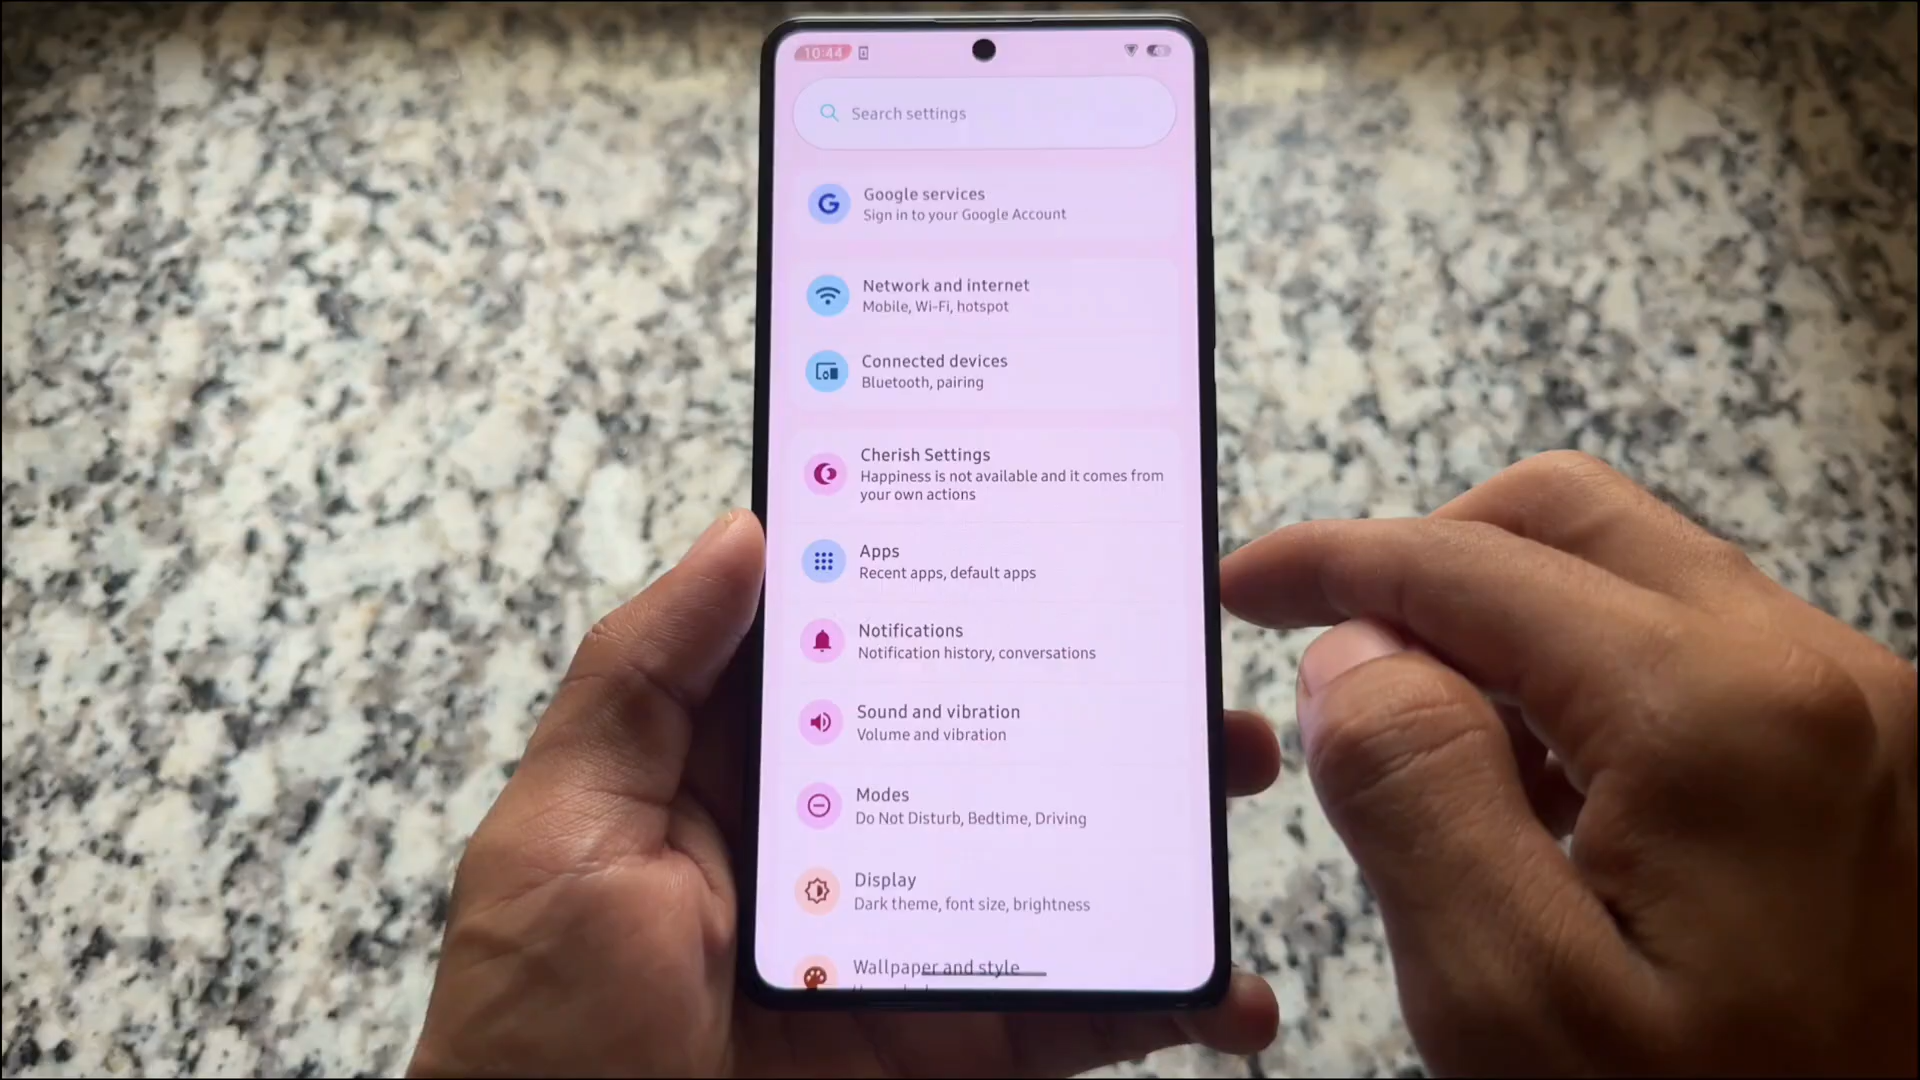 10:44
Search settings
Google services
Sign in to your Google Account
Network and internet
Mobile, Wi-Fi, hotspot
Connected devices
Bluetooth, pairing
Cherish Settings
Happiness is not available and it comes from
your own actions
Apps
Recent apps, default apps
Notifications
Notification history, conversations
Sound and vibration
Volume and vibration
Modes
Do Not Disturb, Bedtime, Driving
Display
Dark theme, font size, brightness
Wallpaper and style